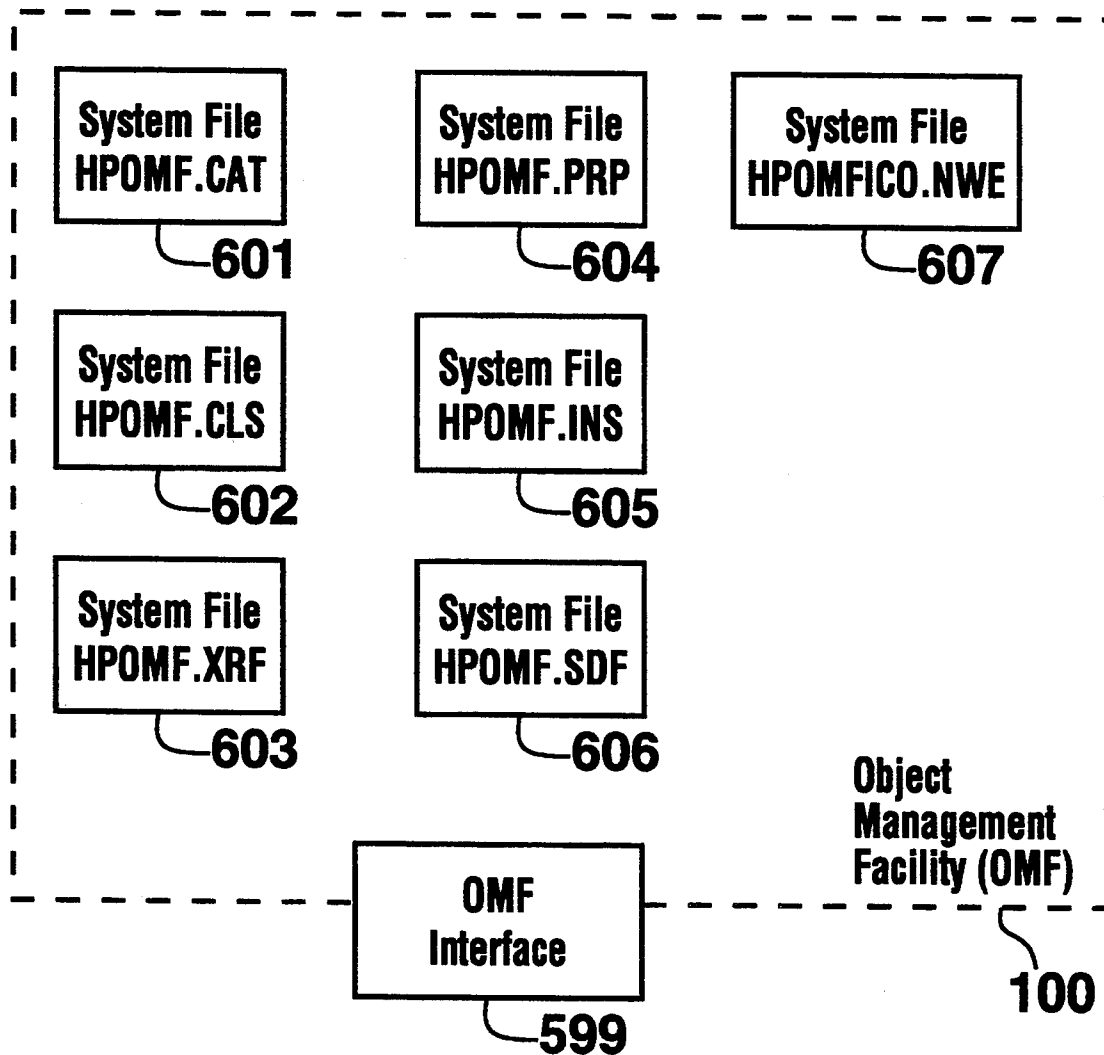 System File
HPOMF.CAT
601
System File
HPOMF.PRP
604
System File
HPOMFICO.NWE
607
System File
HPOMF.CLS
602
System File
HPOMF.INS
605
System File
HPOMF.XRF
603
System File
HPOMF.SDF
606
Object
Management
Facility (OMF)
100
OMF
Interface
599